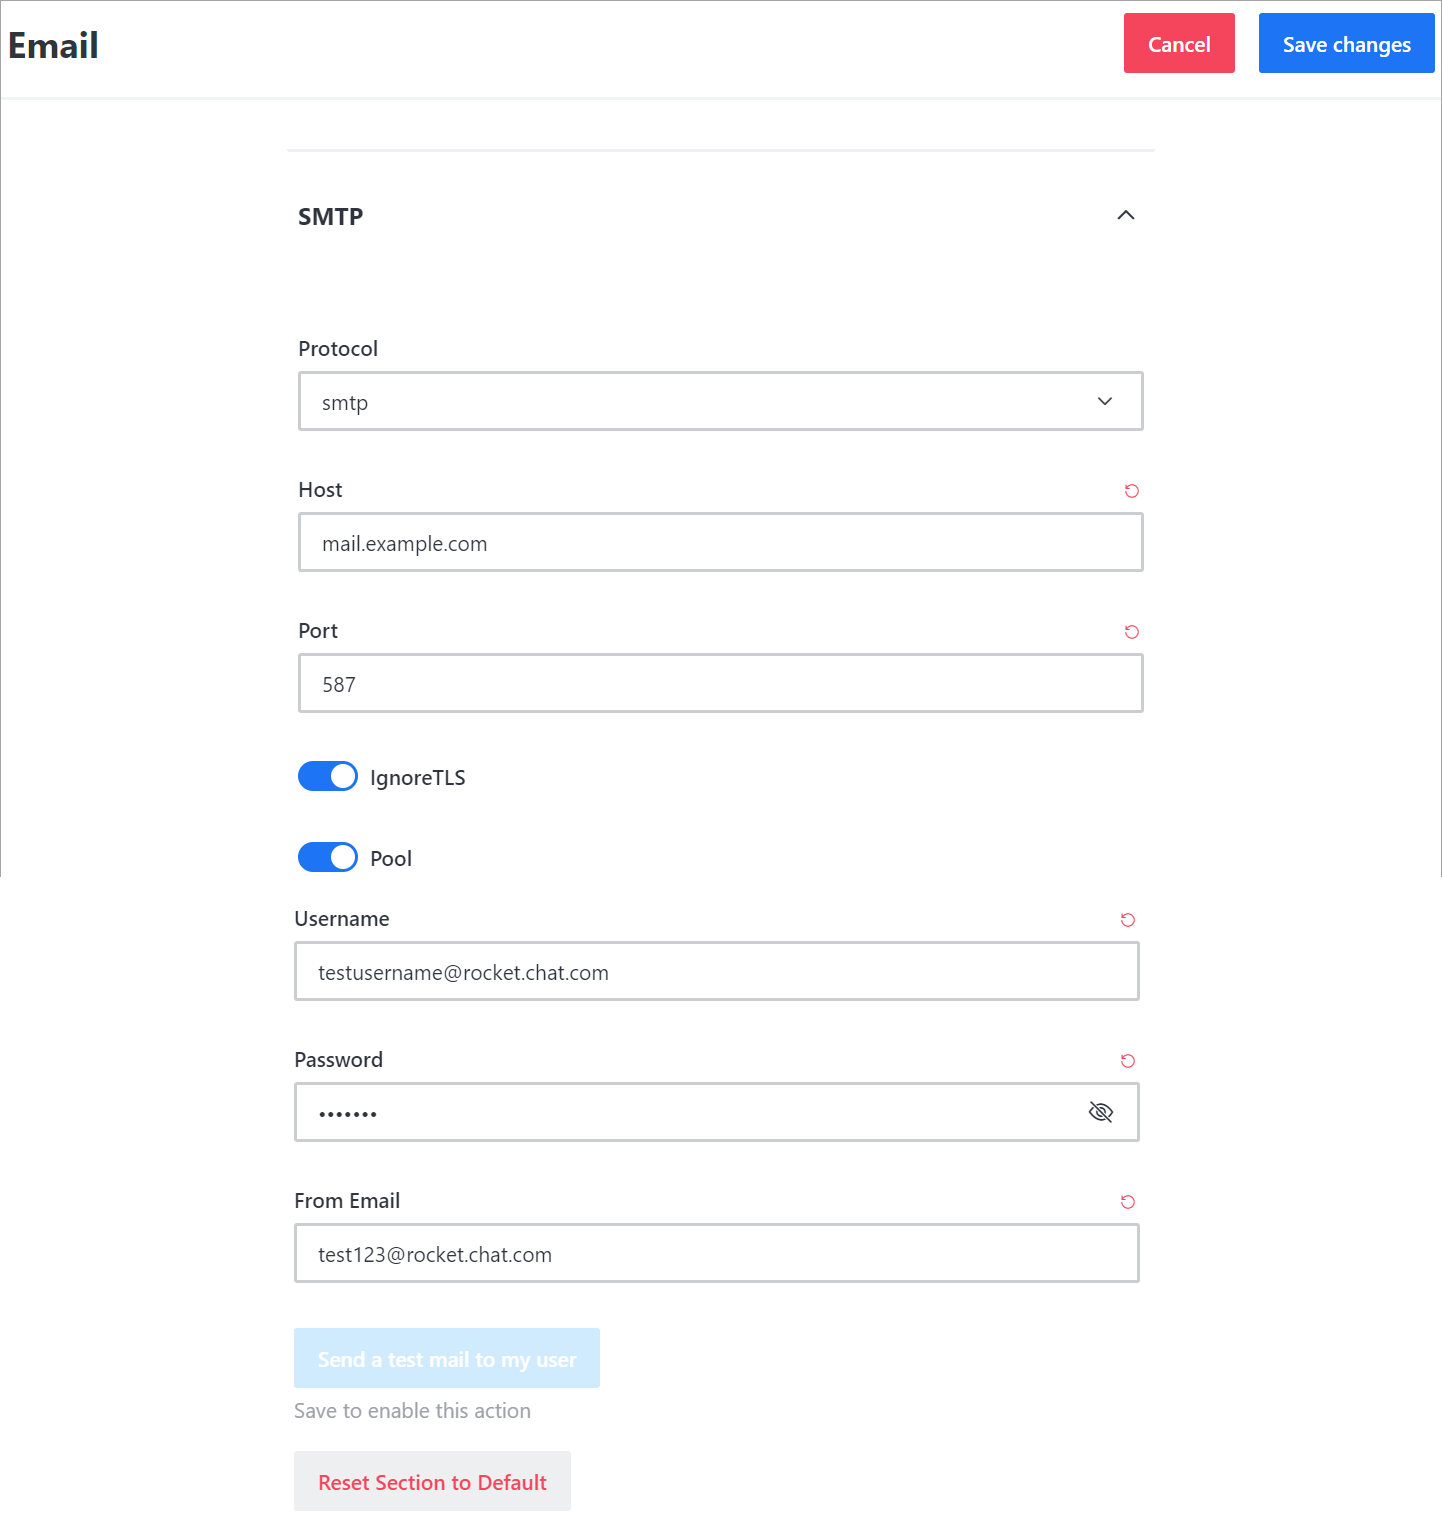 Email
Cancel
Save changes
SMTP
Protocol
smtp
Host
mail.example.com
Port
587
IgnoreTLS
Pool
Username
testusername@rocket.chat.com
Password
•••••••
From Email
test123@rocket.chat.com
Send a test mail to my user
Save to enable this action
Reset Section to Default